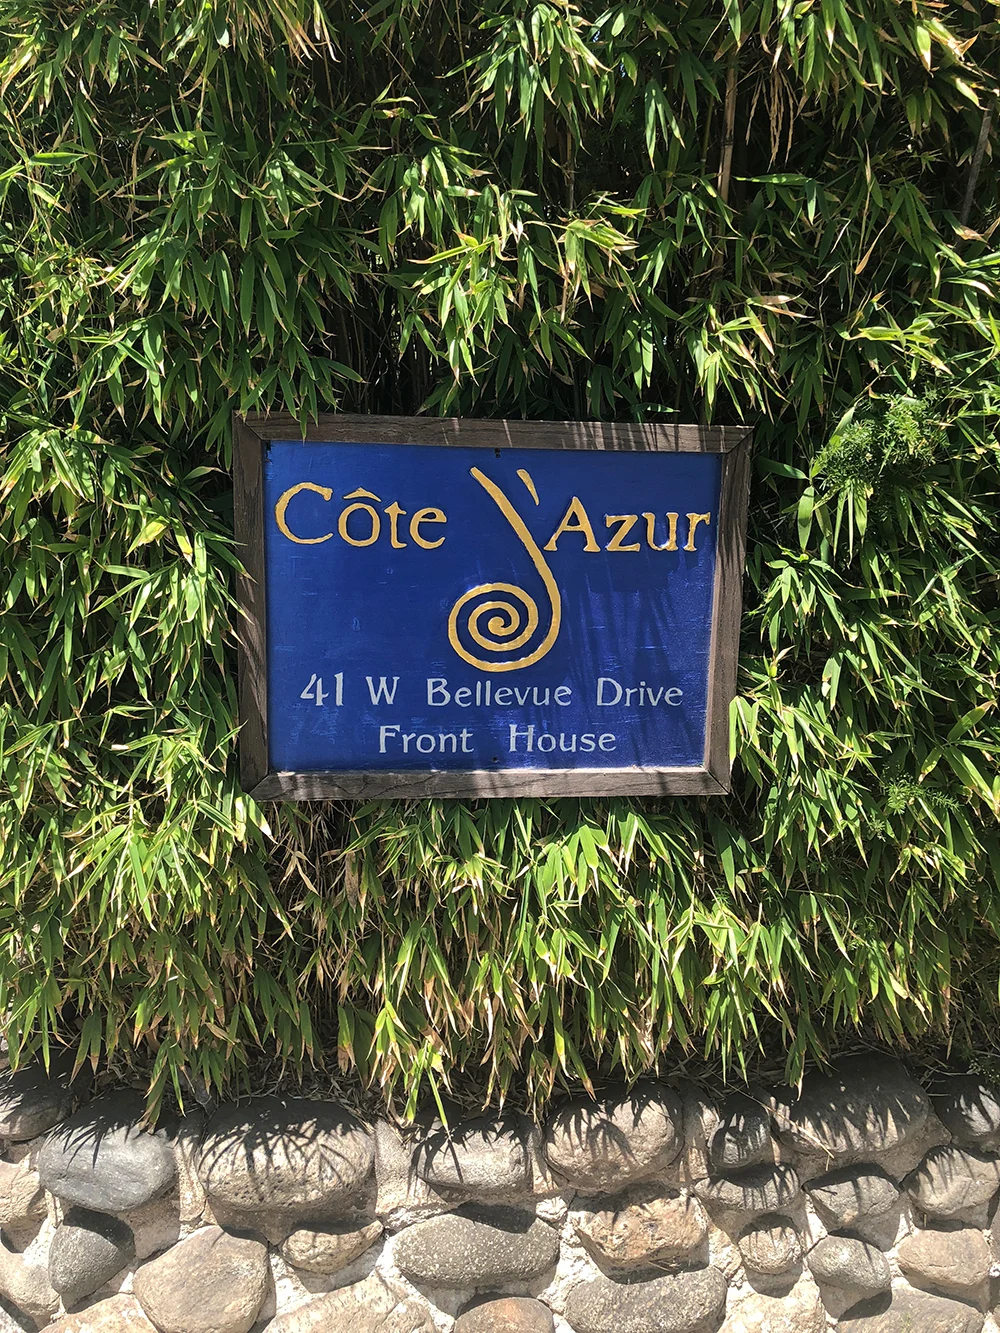 Côte d'Azur
41 W Bellevue Drive
Front House